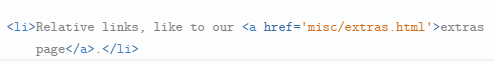 <li>Relative links, like to our <a href='misc/extras.html'>extras
page</a>.</li>